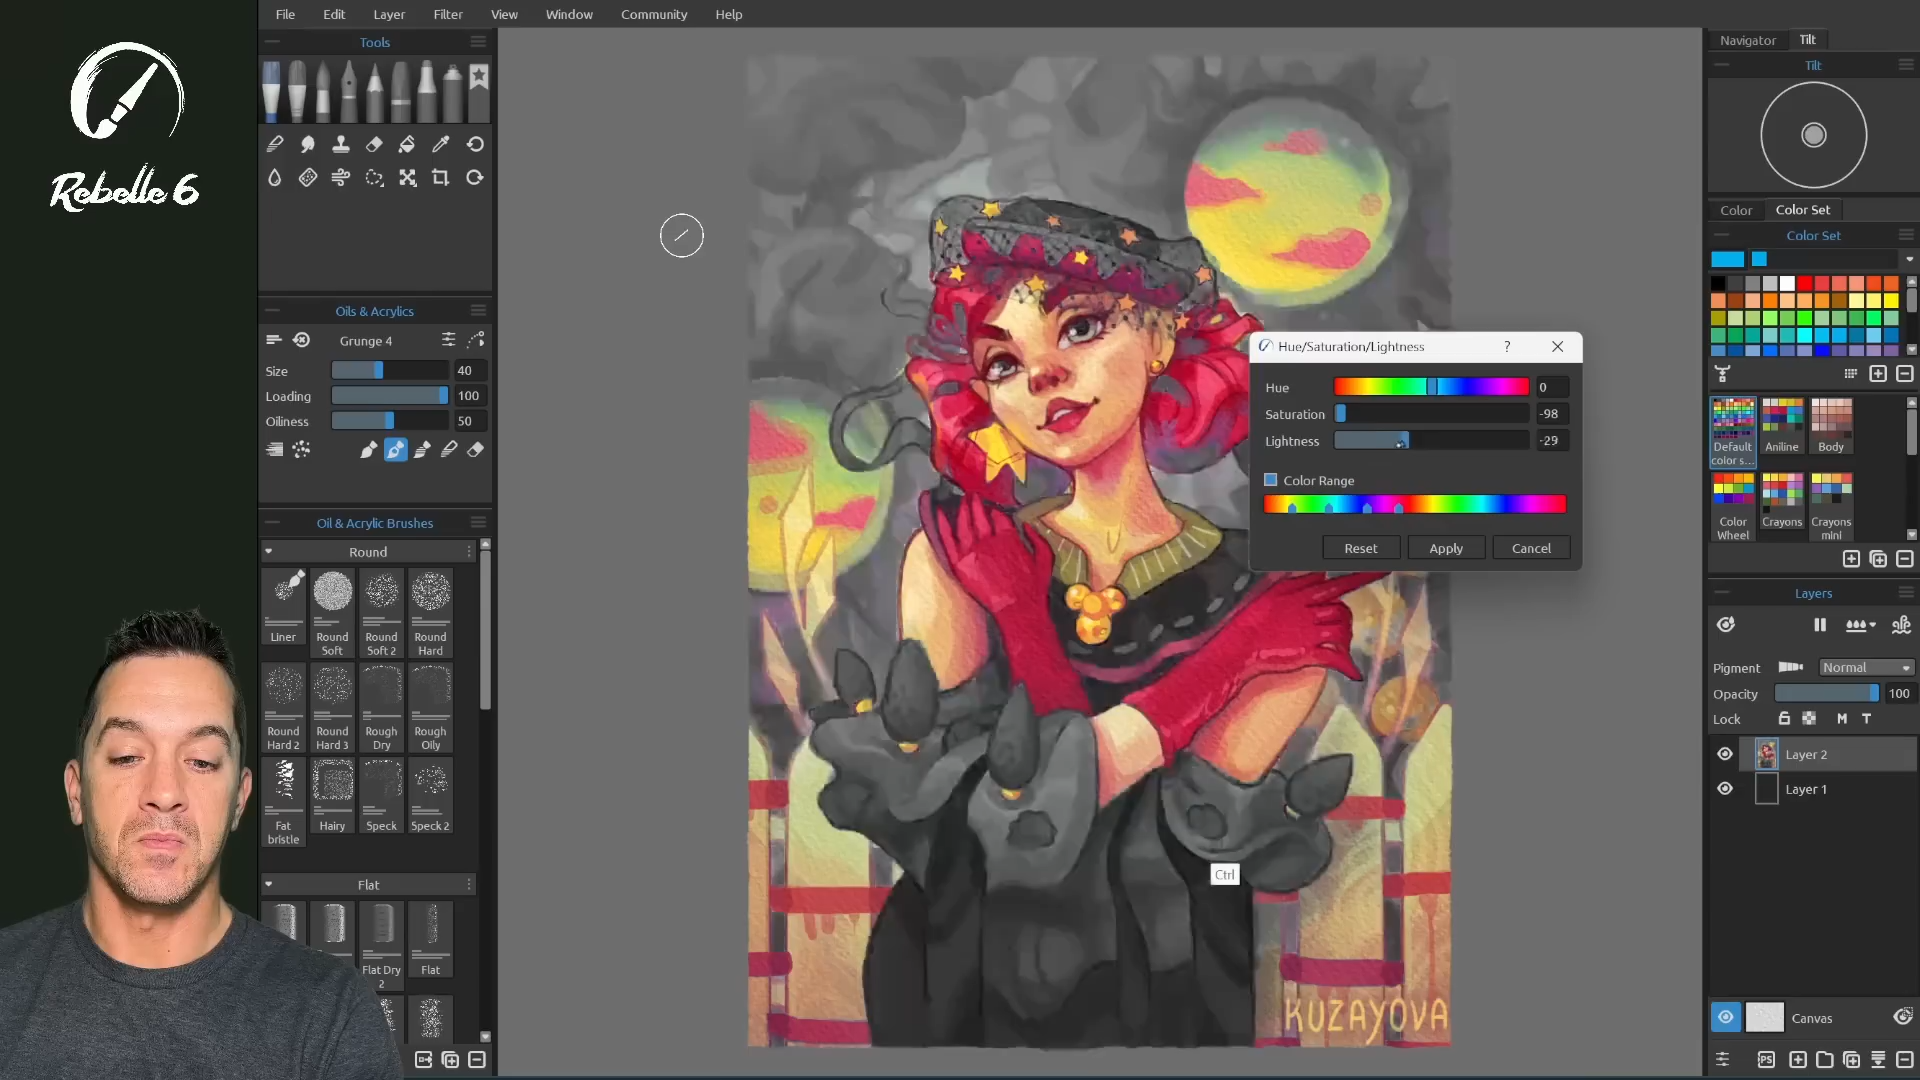 File Edit Layer Filter View Window Community Help
Rebelle 6
Tools
Oils & Acrylics
Grunge 4
Size 40
Loading 100
Oiliness 50
Oil & Acrylic Brushes
Round
Liner Round Soft Round Soft 2 Round Hard
Round Hard 2 Round Hard 3 Rough Dry Rough Oily
Fat bristle Hairy Speck Speck 2
Flat
Flat Dry 2 Flat
KUZAYOVA
Ctrl
Hue/Saturation/Lightness ?
Hue 0
Saturation -98
Lightness -29
Color Range
Reset Apply Cancel
Navigator Tilt
Tilt
Color Color Set
Color Set
Default color s... Aniline Body
Color Wheel Crayons Crayons mini
Layers
Pigment Normal
Opacity 100
Lock M T
Layer 2
Layer 1
Canvas
PS